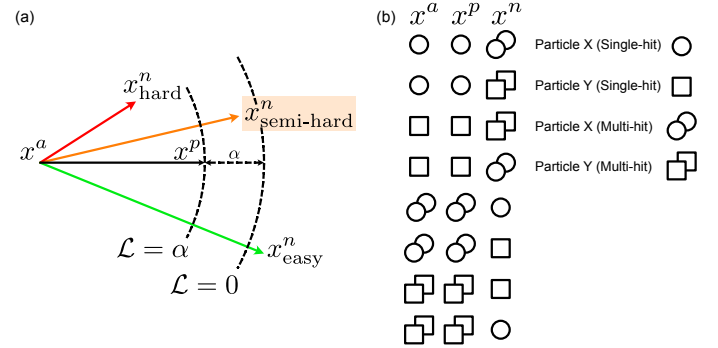 (a)
x^n_hard
x^n_semi-hard
x^a
x^p
α
x^n_easy
ℒ = α
ℒ = 0
(b)
x^a x^p x^n
Particle X (Single-hit)
Particle Y (Single-hit)
Particle X (Multi-hit)
Particle Y (Multi-hit)